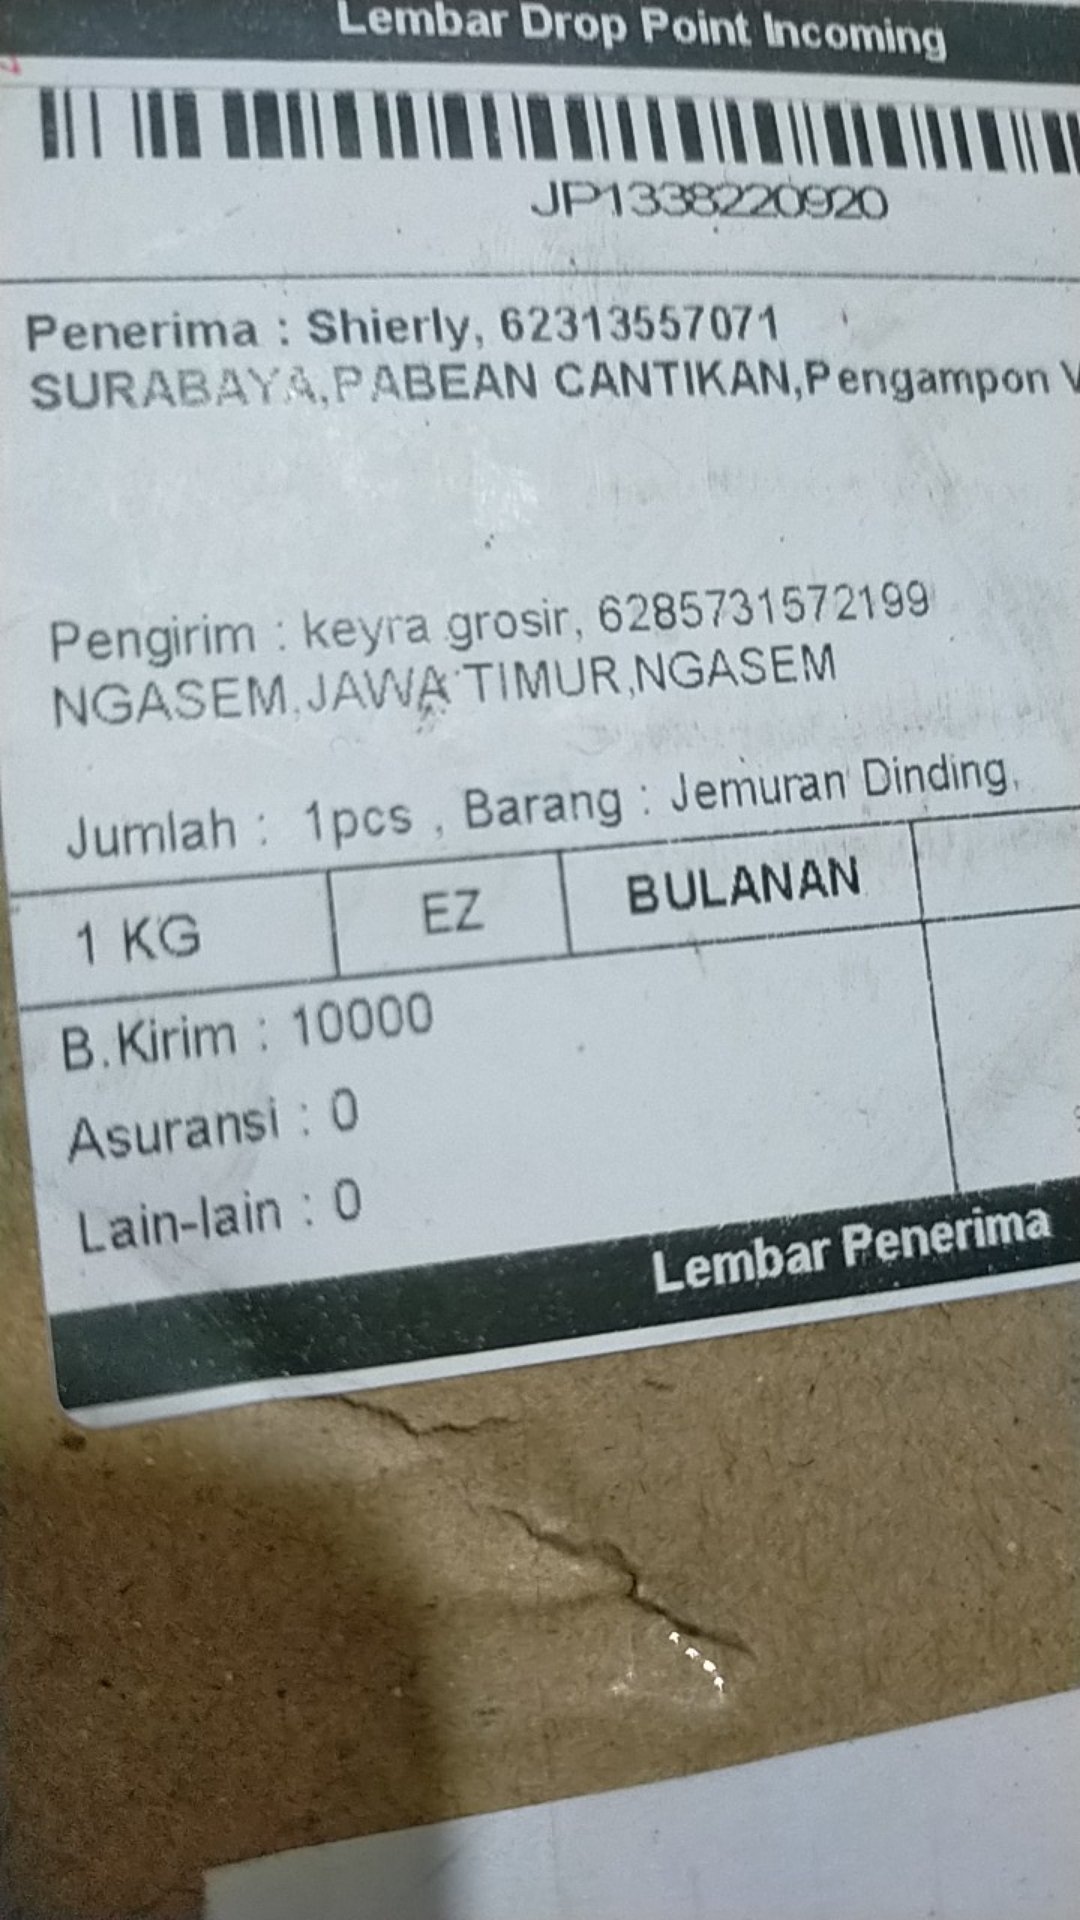 Lembar Drop Point Incoming
JP1338220920
Penerima : Shierly, 62313557071
SURABAYA,PABEAN CANTIKAN,Pengampon
Pengirim : keyra grosir, 6285731572199
NGASEM,JAWA TIMUR,NGASEM
Jumlah : 1pcs , Barang : Jemuran Dinding,
1 KG EZ BULANAN
B.Kirim : 10000
Asuransi : 0
Lain-lain : 0
Lembar Penerima